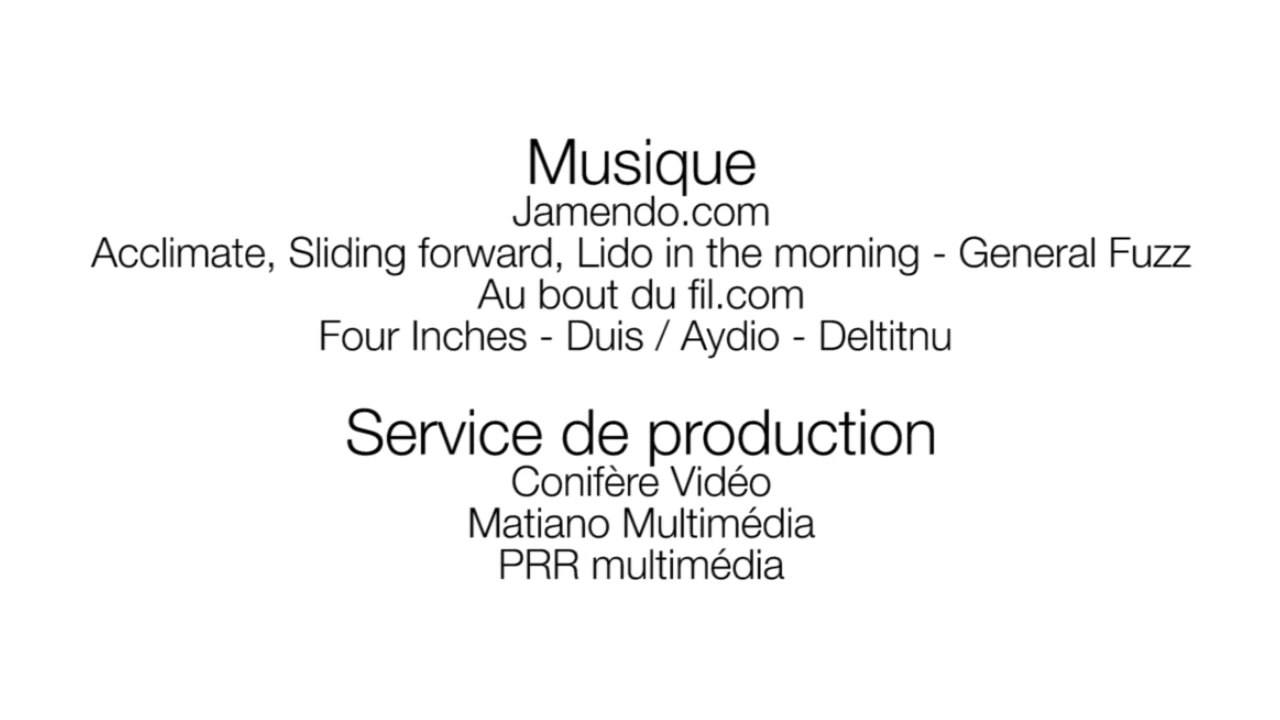 Musique
Jamendo.com
Acclimate, Sliding forward, Lido in the morning - General Fuzz
Au bout du fil.com
Four Inches - Duis / Aydio - Deltitnu
Service de production
Conifère Vidéo
Matiano Multimédia
PRR multimédia